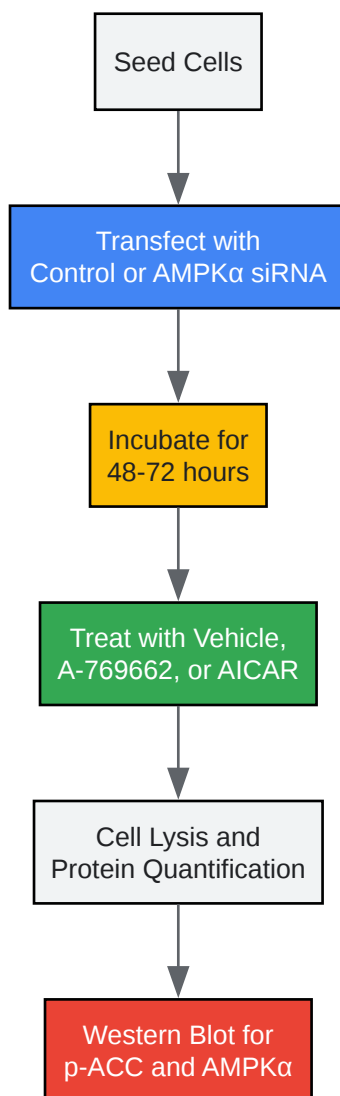 Seed Cells
Transfect with
Control or AMPKα siRNA
Incubate for
48-72 hours
Treat with Vehicle,
A-769662, or AICAR
Cell Lysis and
Protein Quantification
Western Blot for
p-ACC and AMPKα